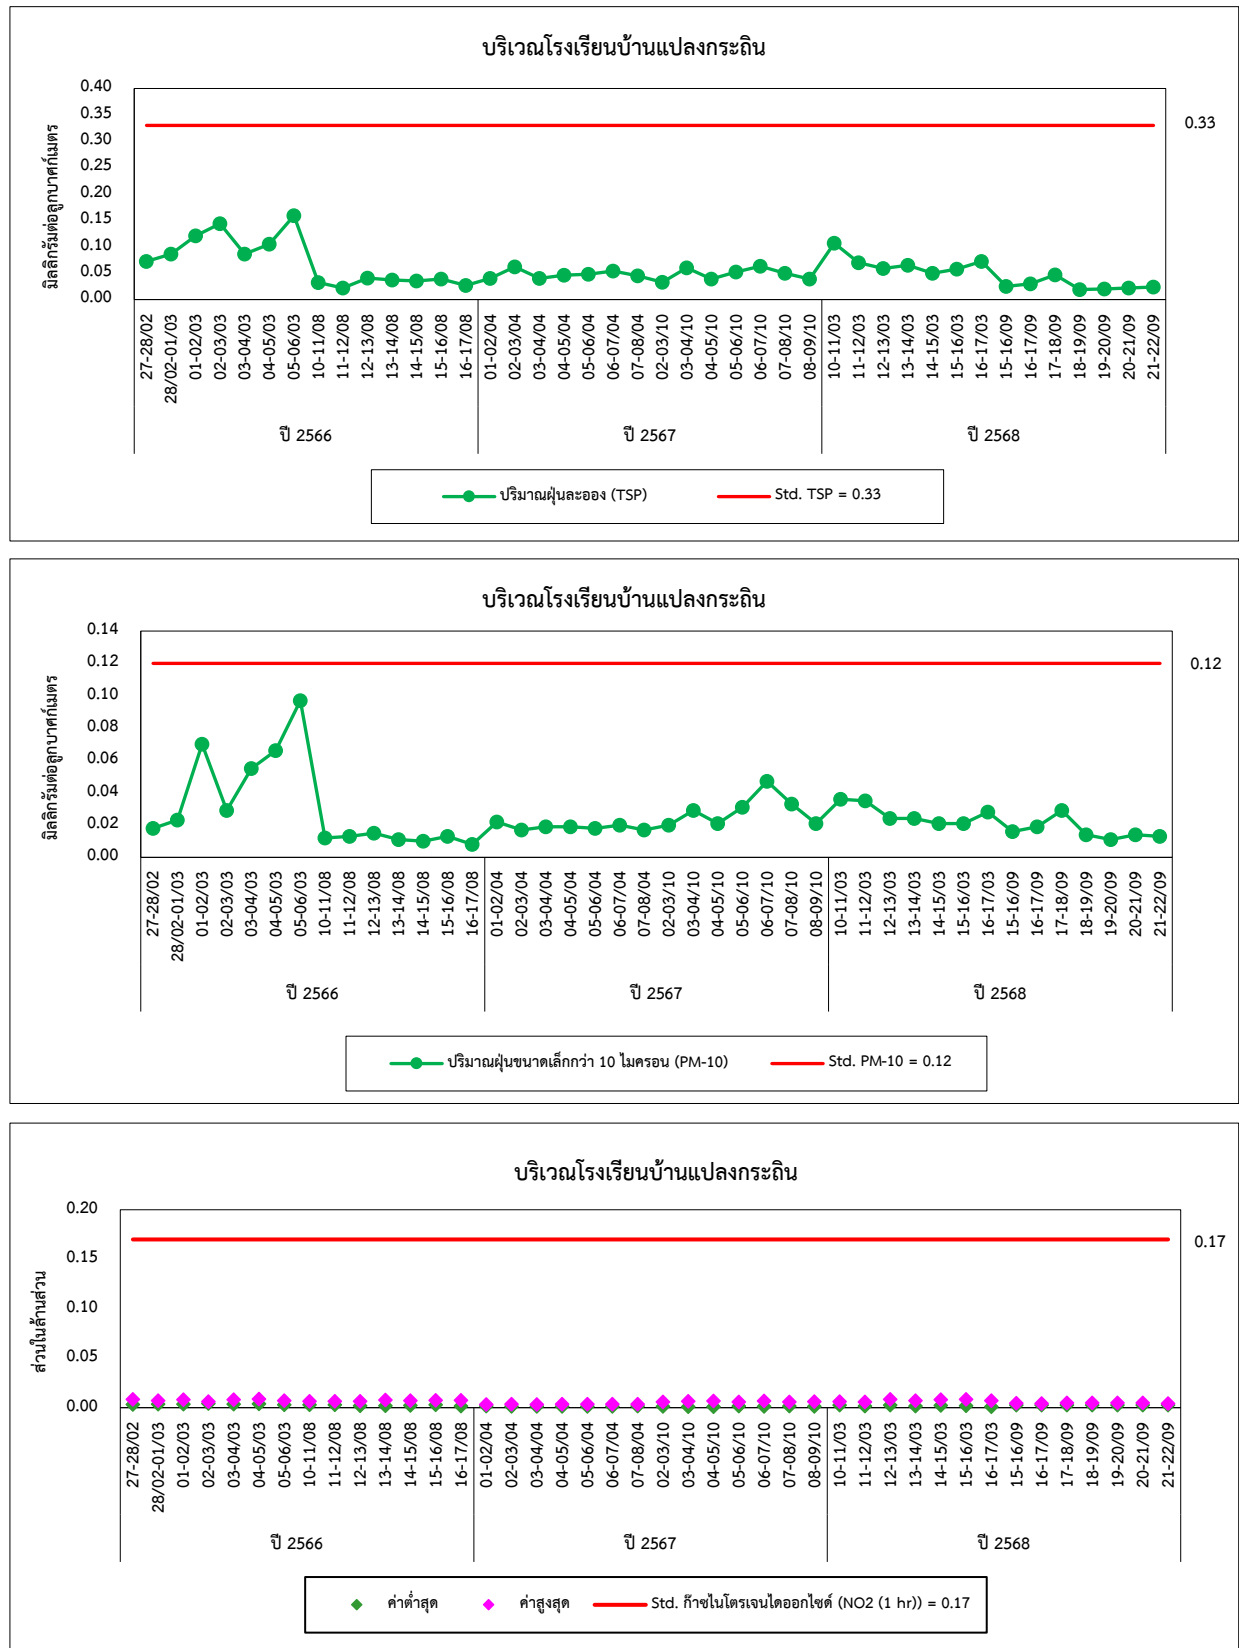 บริเวณโรงเรียนบ้านแปลงกระถิน
มิลลิกรัมต่อลูกบาศก์เมตร
0.40
0.35
0.30
0.25
0.20
0.15
0.10
0.05
0.00
0.33
27-28/02 28/02-01/03 01-02/03 02-03/03 03-04/03 04-05/03 05-06/03 10-11/08 11-12/08 12-13/08 13-14/08 14-15/08 15-16/08 16-17/08 01-02/04 02-03/04 03-04/04 04-05/04 05-06/04 06-07/04 07-08/04 02-03/10 03-04/10 04-05/10 05-06/10 06-07/10 07-08/10 08-09/10 10-11/03 11-12/03 12-13/03 13-14/03 14-15/03 15-16/03 16-17/03 15-16/09 16-17/09 17-18/09 18-19/09 19-20/09 20-21/09 21-22/09
ปี 2566 ปี 2567 ปี 2568
ปริมาณฝุ่นละออง (TSP) Std. TSP = 0.33
บริเวณโรงเรียนบ้านแปลงกระถิน
มิลลิกรัมต่อลูกบาศก์เมตร
0.14
0.12
0.10
0.08
0.06
0.04
0.02
0.00
0.12
27-28/02 28/02-01/03 01-02/03 02-03/03 03-04/03 04-05/03 05-06/03 10-11/08 11-12/08 12-13/08 13-14/08 14-15/08 15-16/08 16-17/08 01-02/04 02-03/04 03-04/04 04-05/04 05-06/04 06-07/04 07-08/04 02-03/10 03-04/10 04-05/10 05-06/10 06-07/10 07-08/10 08-09/10 10-11/03 11-12/03 12-13/03 13-14/03 14-15/03 15-16/03 16-17/03 15-16/09 16-17/09 17-18/09 18-19/09 19-20/09 20-21/09 21-22/09
ปี 2566 ปี 2567 ปี 2568
ปริมาณฝุ่นขนาดเล็กกว่า 10 ไมครอน (PM-10) Std. PM-10 = 0.12
บริเวณโรงเรียนบ้านแปลงกระถิน
ส่วนในล้านส่วน
0.20
0.15
0.10
0.05
0.00
0.17
27-28/02 28/02-01/03 01-02/03 02-03/03 03-04/03 04-05/03 05-06/03 10-11/08 11-12/08 12-13/08 13-14/08 14-15/08 15-16/08 16-17/08 01-02/04 02-03/04 03-04/04 04-05/04 05-06/04 06-07/04 07-08/04 02-03/10 03-04/10 04-05/10 05-06/10 06-07/10 07-08/10 08-09/10 10-11/03 11-12/03 12-13/03 13-14/03 14-15/03 15-16/03 16-17/03 15-16/09 16-17/09 17-18/09 18-19/09 19-20/09 20-21/09 21-22/09
ปี 2566 ปี 2567 ปี 2568
ค่าต่ำสุด ค่าสูงสุด Std. ก๊าซไนโตรเจนไดออกไซด์ (NO2 (1 hr)) = 0.17